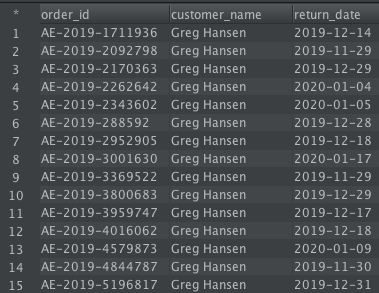 * order_id customer_name return_date
1 AE-2019-1711936 Greg Hansen 2019-12-14
2 AE-2019-2092798 Greg Hansen 2019-11-29
3 AE-2019-2170363 Greg Hansen 2019-12-29
4 AE-2019-2262642 Greg Hansen 2020-01-04
5 AE-2019-2343602 Greg Hansen 2020-01-05
6 AE-2019-288592 Greg Hansen 2019-12-28
7 AE-2019-2952905 Greg Hansen 2019-12-18
8 AE-2019-3001630 Greg Hansen 2020-01-17
9 AE-2019-3369522 Greg Hansen 2019-11-29
10 AE-2019-3800683 Greg Hansen 2019-12-29
11 AE-2019-3959747 Greg Hansen 2019-12-17
12 AE-2019-4016062 Greg Hansen 2019-12-18
13 AE-2019-4579873 Greg Hansen 2020-01-09
14 AE-2019-4844787 Greg Hansen 2019-11-30
15 AE-2019-5196817 Greg Hansen 2019-12-31